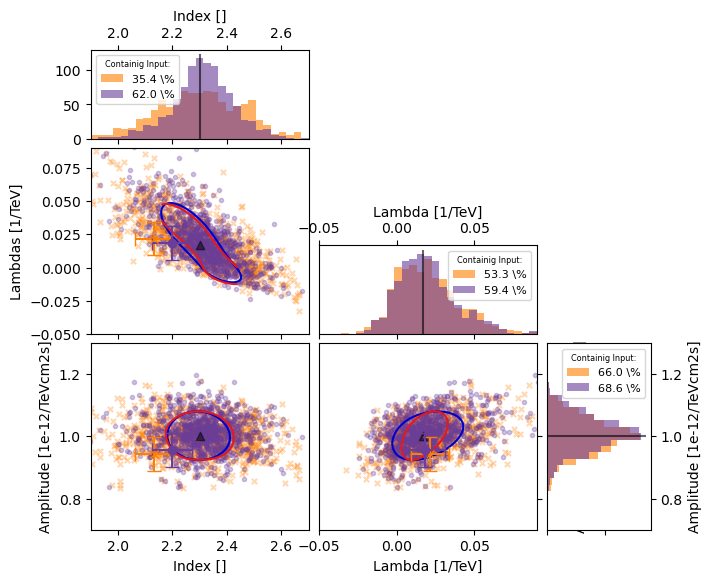 Index []
2.0 2.2 2.4 2.6
100
50
0
Containig Input:
35.4 \%
62.0 \%
Lambdas [1/TeV]
0.075
0.050
0.025
0.000
−0.025
−0.050
Lambda [1/TeV]
−0.05 0.00 0.05
Containig Input:
53.3 \%
59.4 \%
Amplitude [1e-12/TeVcm2s]
1.2
1.0
0.8
2.0 2.2 2.4 2.6
Index []
−0.05 0.00 0.05
Lambda [1/TeV]
Containig Input:
66.0 \%
68.6 \%
Amplitude [1e-12/TeVcm2s]
1.2
1.0
0.8
Amplitude [1e-12/TeVcm2s]